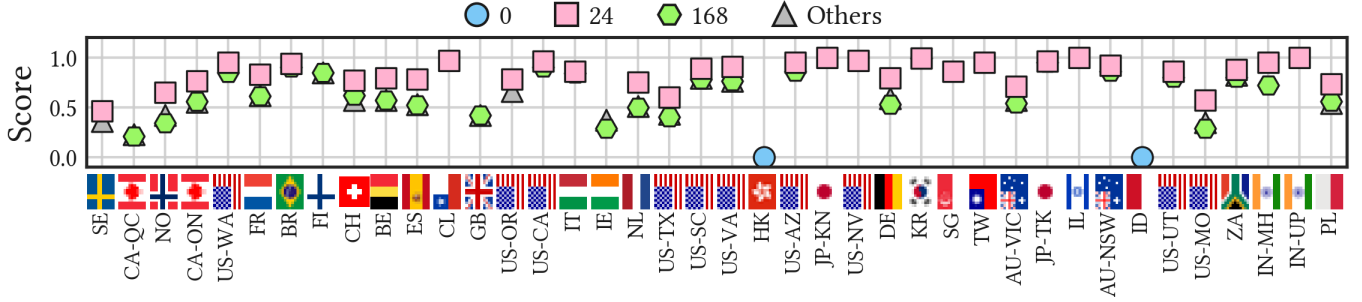 0 24 168 Others
Score
1.0
0.5
0.0
SE CA-QC NO CA-ON US-WA FR BR FI CH BE ES CL GB US-OR US-CA IT IE NL US-TX US-SC US-VA HK US-AZ JP-KN US-NV DE KR SG TW AU-VIC JP-TK IL AU-NSW ID US-UT US-MO ZA IN-MH IN-UP PL